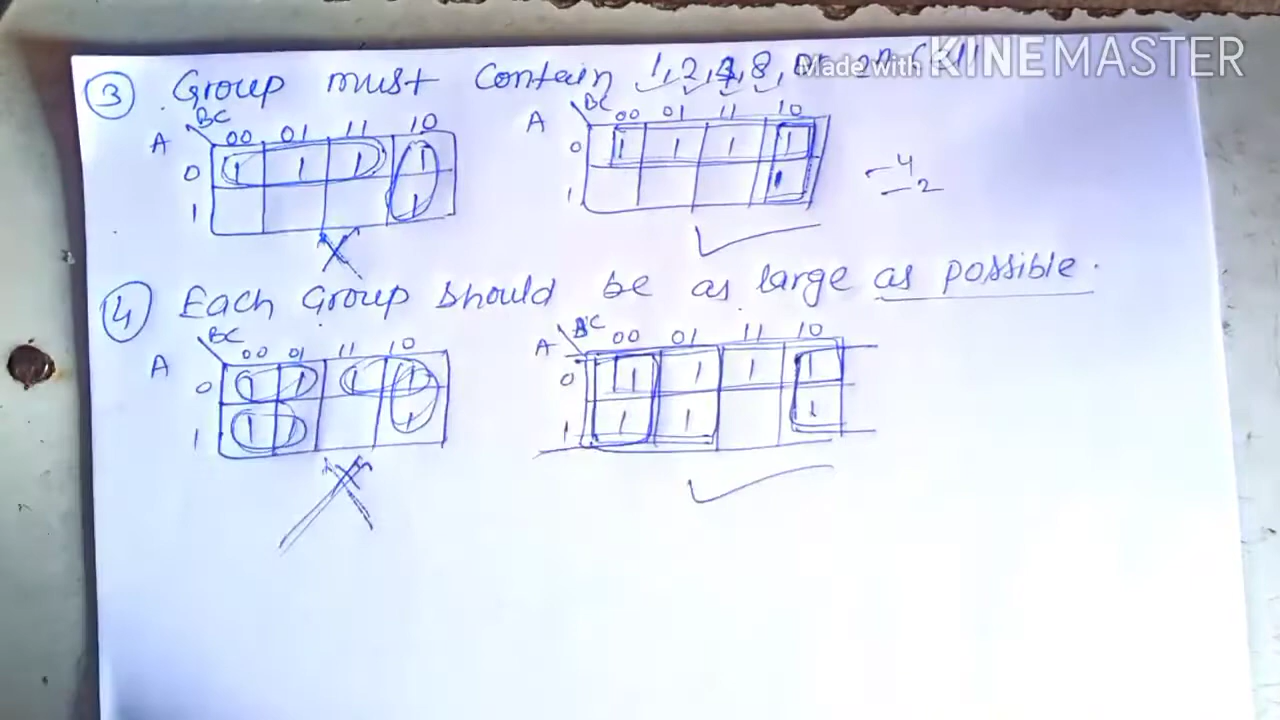 ③ Group must contain 1, 2, 4, 8, or 2n Cell
Made with KINEMASTER
A BC 00 01 11 10
0 1 1 1 1
1 1
A BC 00 01 11 10
0 1 1 1 1
1 1
-4
-2
④ Each Group should be as large as possible.
A BC 00 01 11 10
0 1 1 1 1
1 1 1 1
A BC 00 01 11 10
0 1 1 1 1
1 1 1 1